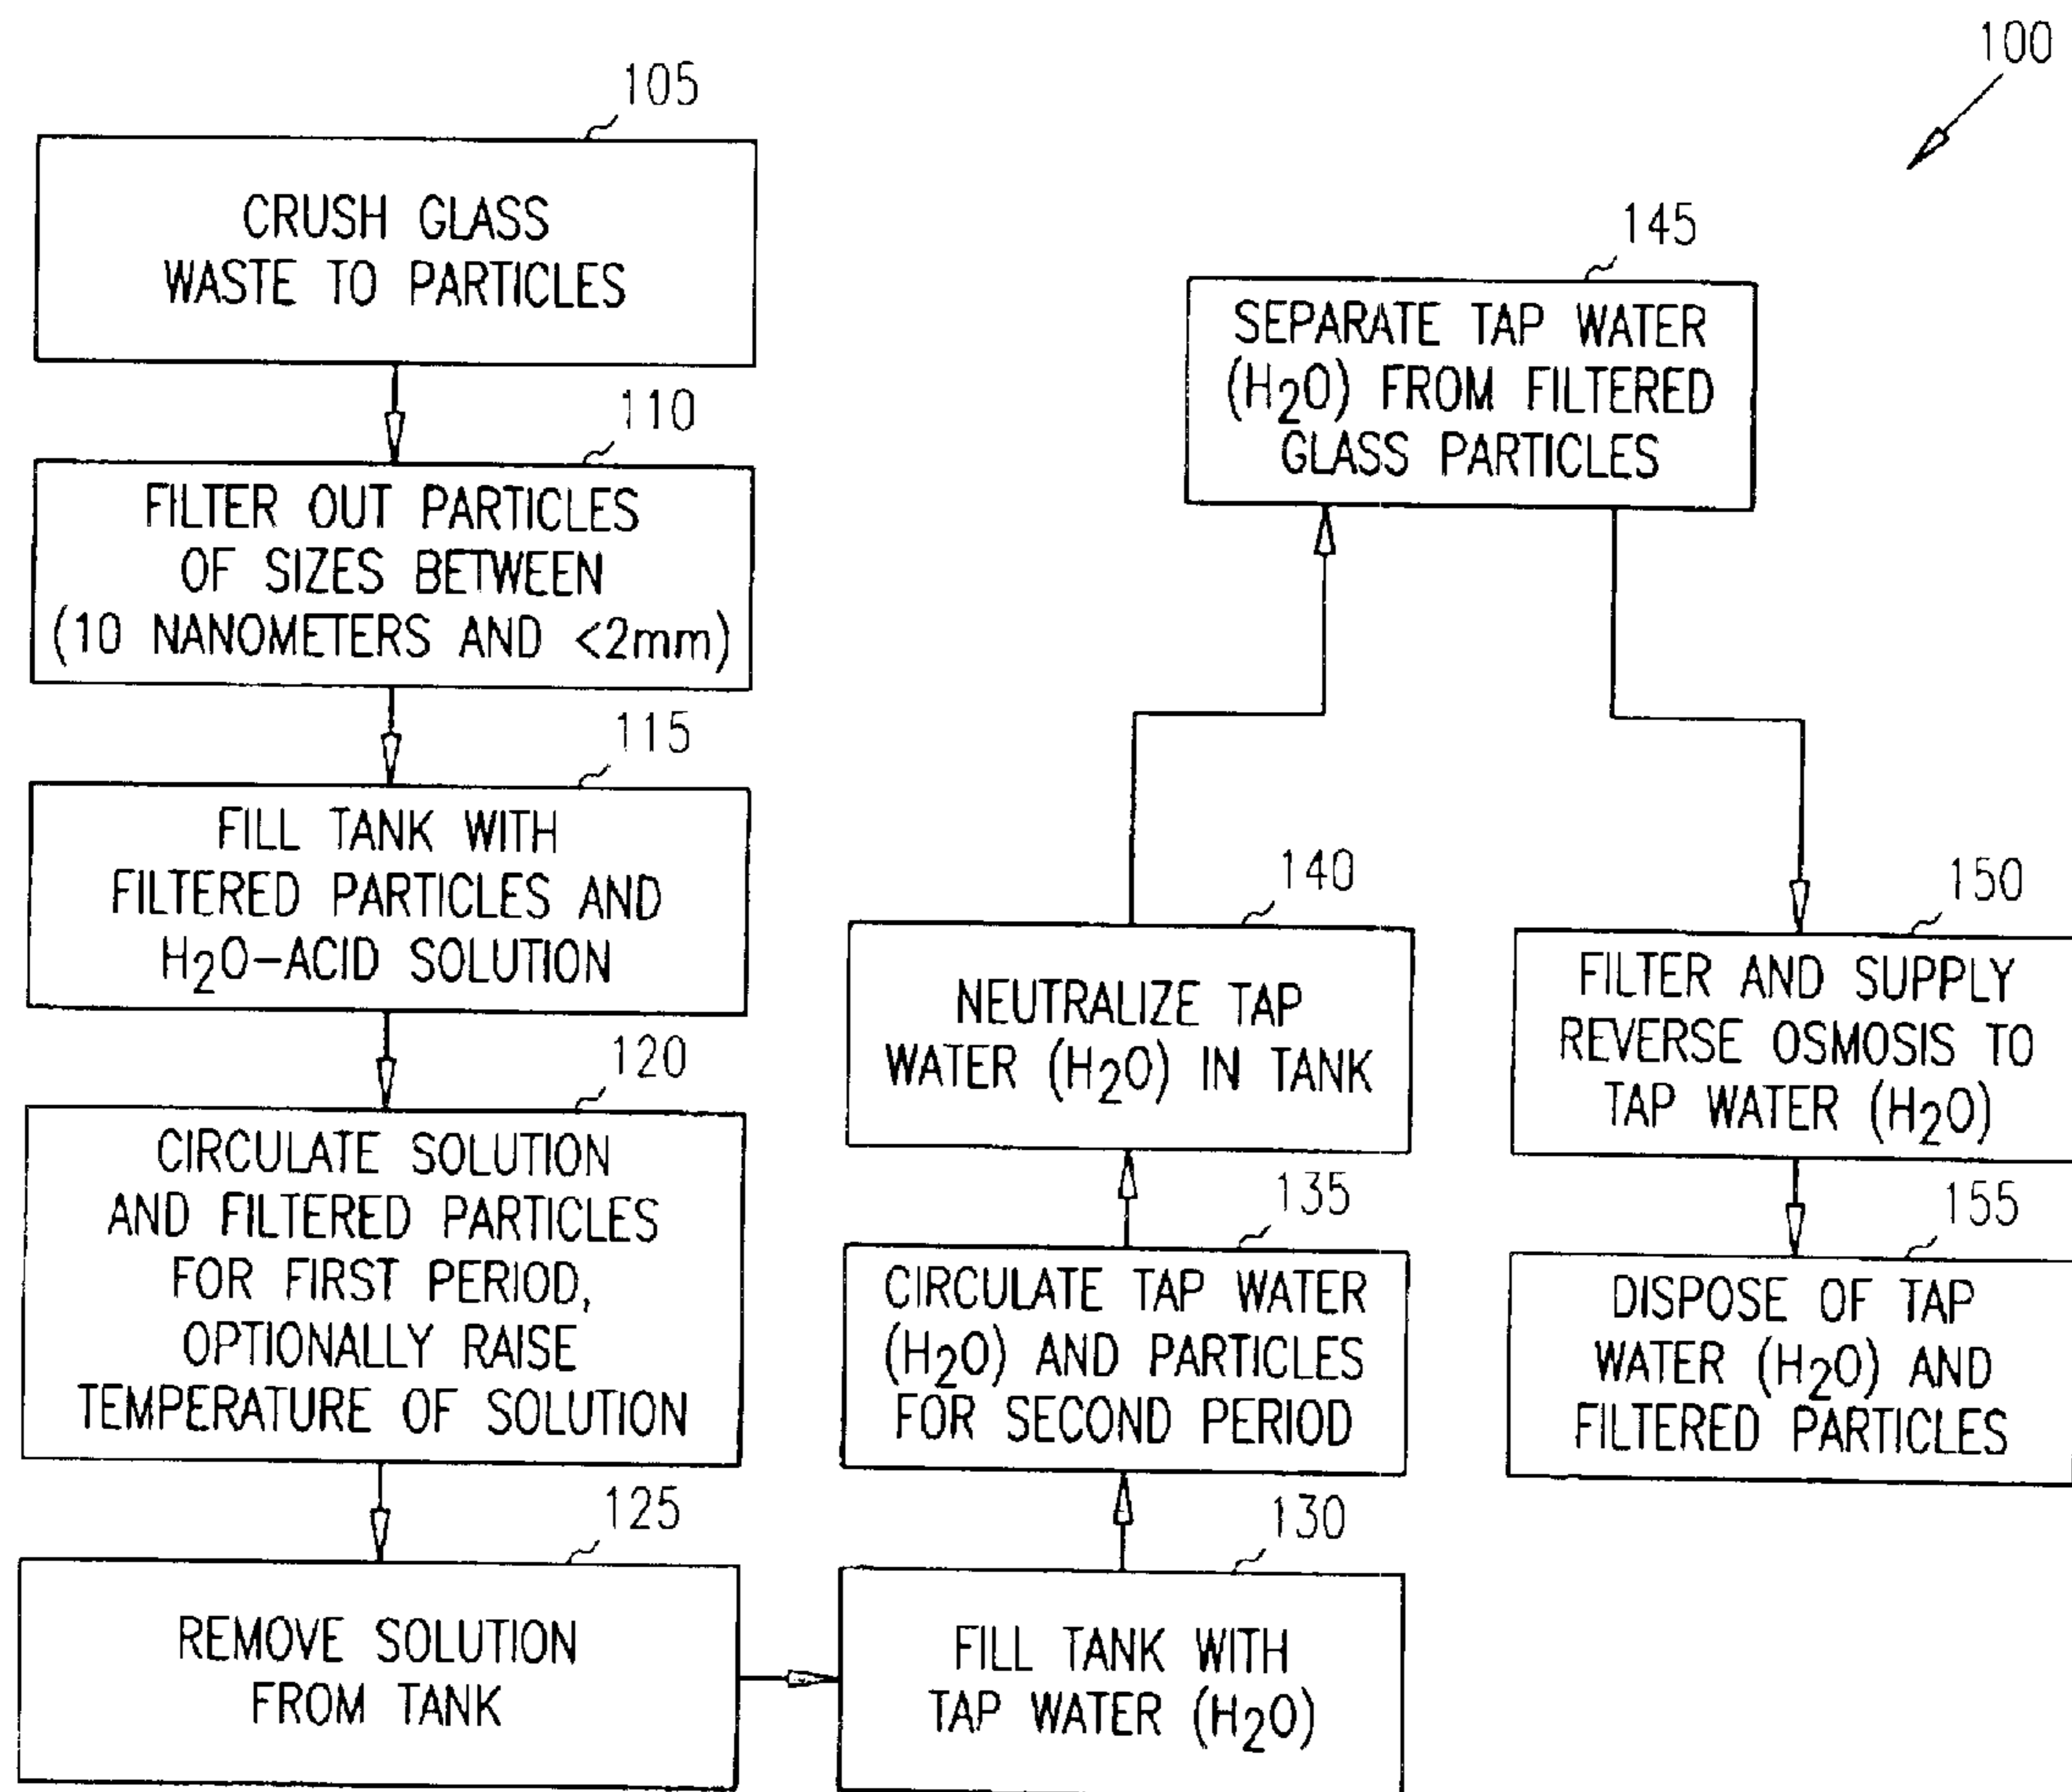 100
105
CRUSH GLASS
WASTE TO PARTICLES
110
FILTER OUT PARTICLES
OF SIZES BETWEEN
(10 NANOMETERS AND <2mm)
115
FILL TANK WITH
FILTERED PARTICLES AND
H₂O-ACID SOLUTION
120
CIRCULATE SOLUTION
AND FILTERED PARTICLES
FOR FIRST PERIOD,
OPTIONALLY RAISE
TEMPERATURE OF SOLUTION
125
REMOVE SOLUTION
FROM TANK
130
FILL TANK WITH
TAP WATER (H₂O)
135
CIRCULATE TAP WATER
(H₂O) AND PARTICLES
FOR SECOND PERIOD
140
NEUTRALIZE TAP
WATER (H₂O) IN TANK
145
SEPARATE TAP WATER
(H₂O) FROM FILTERED
GLASS PARTICLES
150
FILTER AND SUPPLY
REVERSE OSMOSIS TO
TAP WATER (H₂O)
155
DISPOSE OF TAP
WATER (H₂O) AND
FILTERED PARTICLES